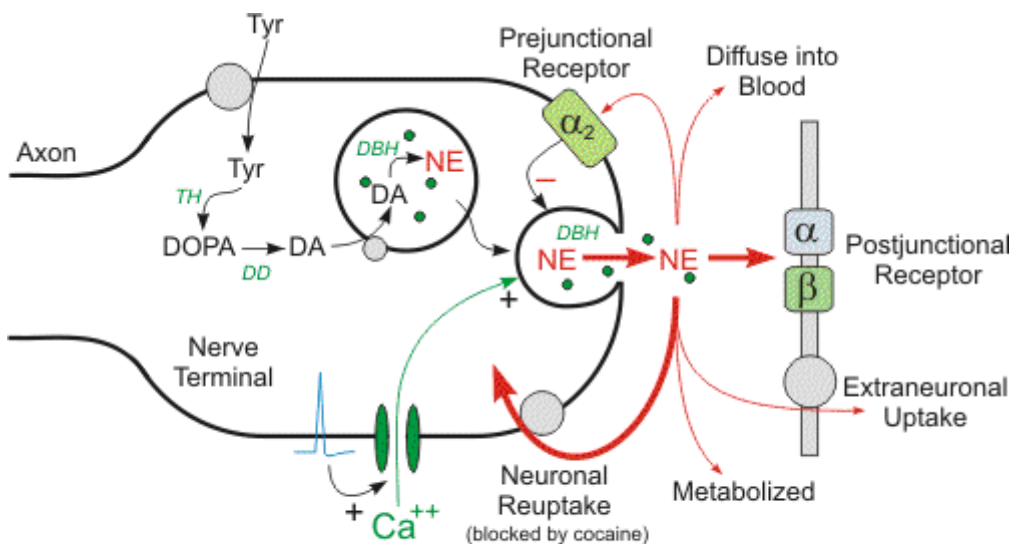 Tyr
Prejunctional
Receptor
Diffuse into
Blood
Axon
α2
DBH
NE
Tyr
DA
TH
–
DOPA
DA
DD
DBH
NE
NE
α
β
Postjunctional
Receptor
+
Nerve
Terminal
Extraneuronal
Uptake
Neuronal
Reuptake
(blocked by cocaine)
Metabolized
+
Ca++